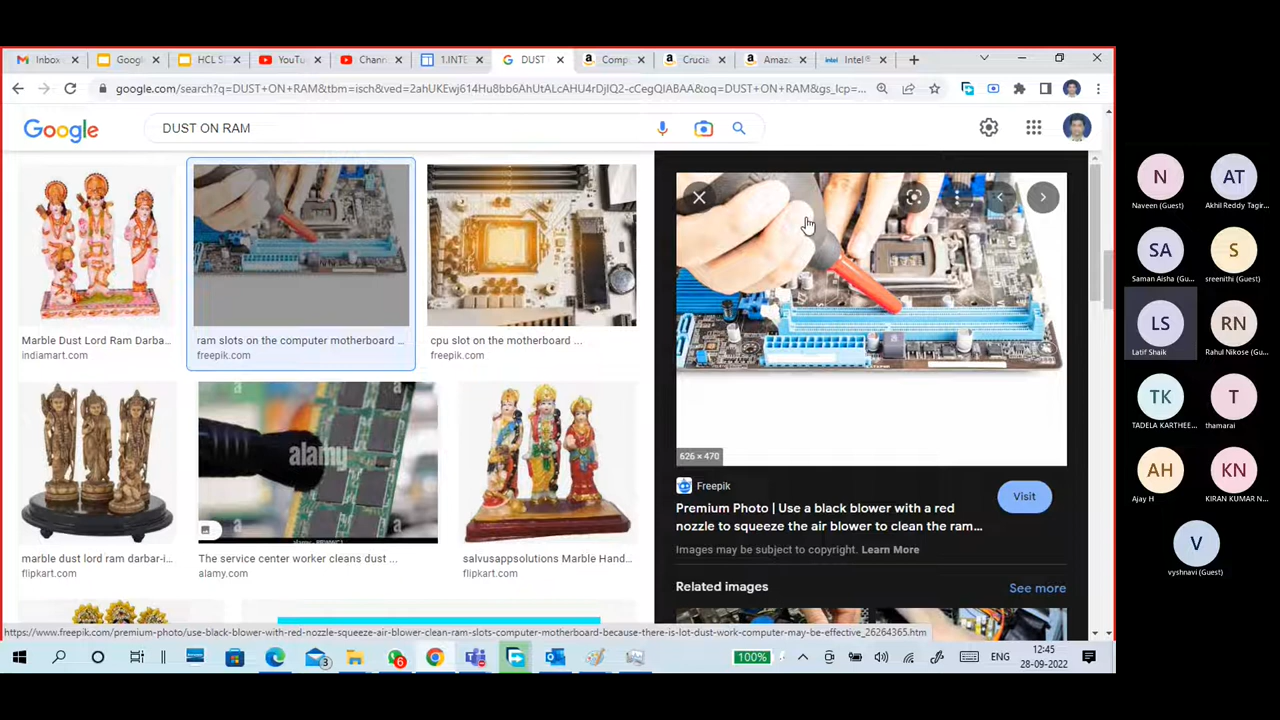 Inbox
Google
HCL S
YouTu
Chann
1.INTE
DUST
Comp
Crucia
Amaz
intel Intel®
google.com/search?q=DUST+ON+RAM&tbm=isch&ved=2ahUKEwj614Hu8bb6AhUtALcAHU4rDjIQ2-cCegQIABAA&oq=DUST+ON+RAM&gs_lcp=...
Google
DUST ON RAM
Marble Dust Lord Ram Darba...
indiamart.com
ram slots on the computer motherboard ...
freepik.com
cpu slot on the motherboard ...
freepik.com
alamy
marble dust lord ram darbar-i...
flipkart.com
The service center worker cleans dust ...
alamy.com
salvusappsolutions Marble Hand...
flipkart.com
626 × 470
Freepik
Premium Photo | Use a black blower with a red
nozzle to squeeze the air blower to clean the ram...
Visit
Images may be subject to copyright. Learn More
Related images
See more
https://www.freepik.com/premium-photo/use-black-blower-with-red-nozzle-squeeze-air-blower-clean-ram-slots-computer-motherboard-because-there-is-lot-dust-work-computer-may-be-effective_26264365.htm
3
6
100%
ENG
12:45
28-09-2022
N
Naveen (Guest)
AT
Akhil Reddy Tagir...
SA
Saman Aisha (Gu...
S
sreenithi (Guest)
LS
Latif Shaik
RN
Rahul Nikose (Gu...
TK
TADELA KARTHEE...
T
thamarai
AH
Ajay H
KN
KIRAN KUMAR N...
V
vyshnavi (Guest)